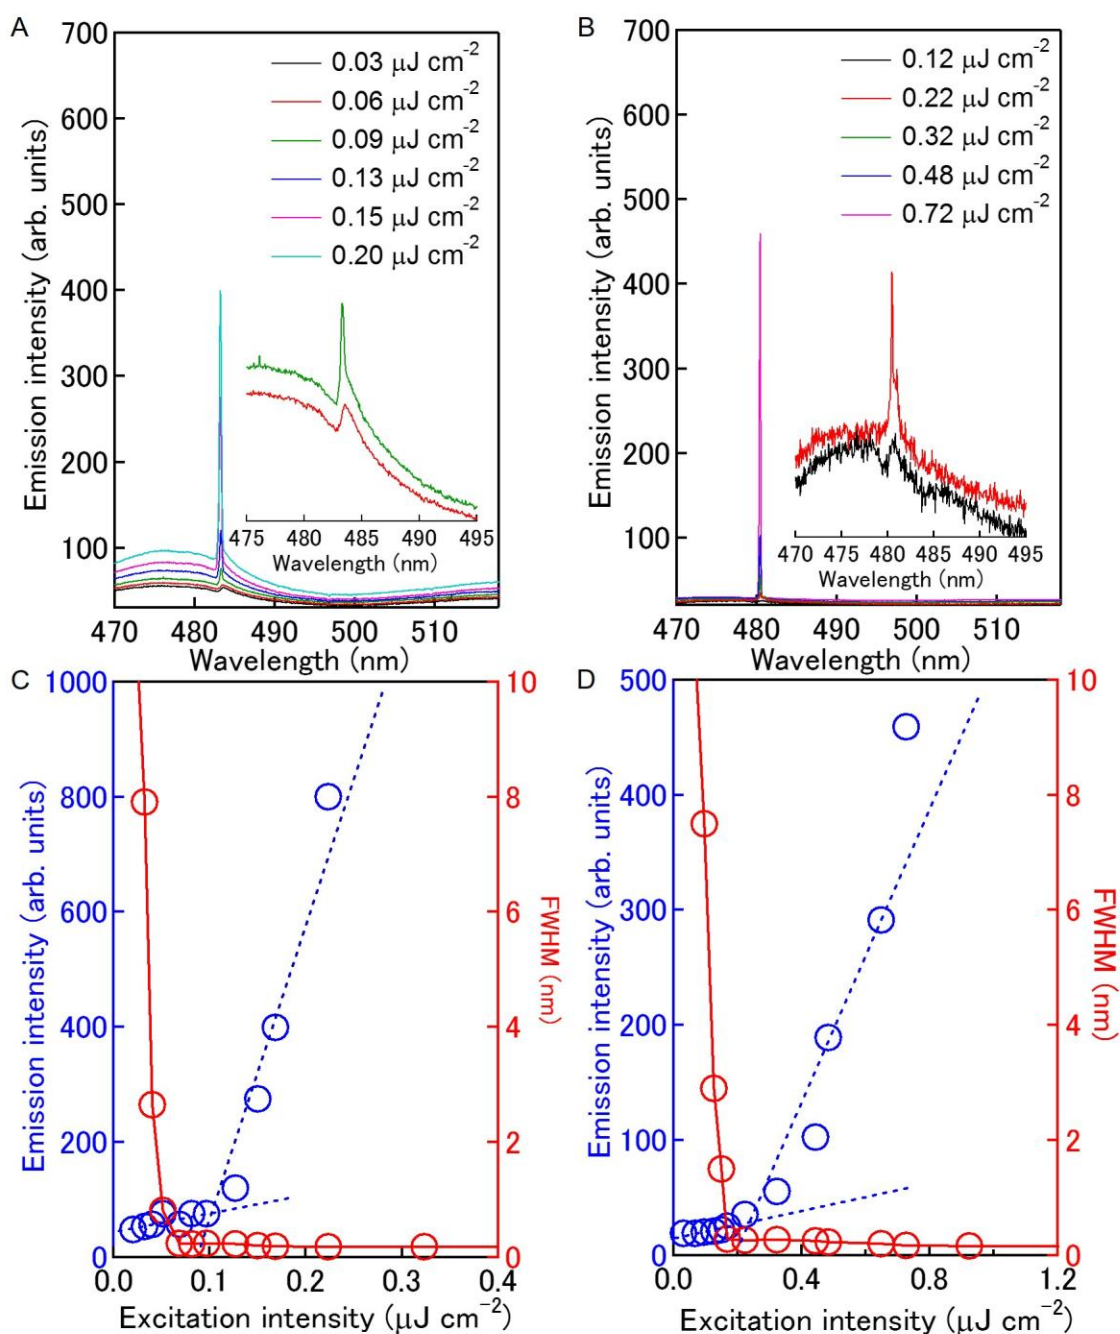 A
700
600
500
400
300
200
100
Emission intensity (arb. units)
0.03 μJ cm⁻²
0.06 μJ cm⁻²
0.09 μJ cm⁻²
0.13 μJ cm⁻²
0.15 μJ cm⁻²
0.20 μJ cm⁻²
475 480 485 490 495
Wavelength (nm)
470 480 490 500 510
Wavelength (nm)
B
700
600
500
400
300
200
100
Emission intensity (arb. units)
0.12 μJ cm⁻²
0.22 μJ cm⁻²
0.32 μJ cm⁻²
0.48 μJ cm⁻²
0.72 μJ cm⁻²
470 475 480 485 490 495
Wavelength (nm)
470 480 490 500 510
Wavelength (nm)
C
1000
800
600
400
200
0
Emission intensity (arb. units)
10
8
6
4
2
0
FWHM (nm)
0.0 0.1 0.2 0.3 0.4
Excitation intensity (μJ cm⁻²)
D
500
400
300
200
100
0
Emission intensity (arb. units)
10
8
6
4
2
0
FWHM (nm)
0.0 0.4 0.8 1.2
Excitation intensity (μJ cm⁻²)